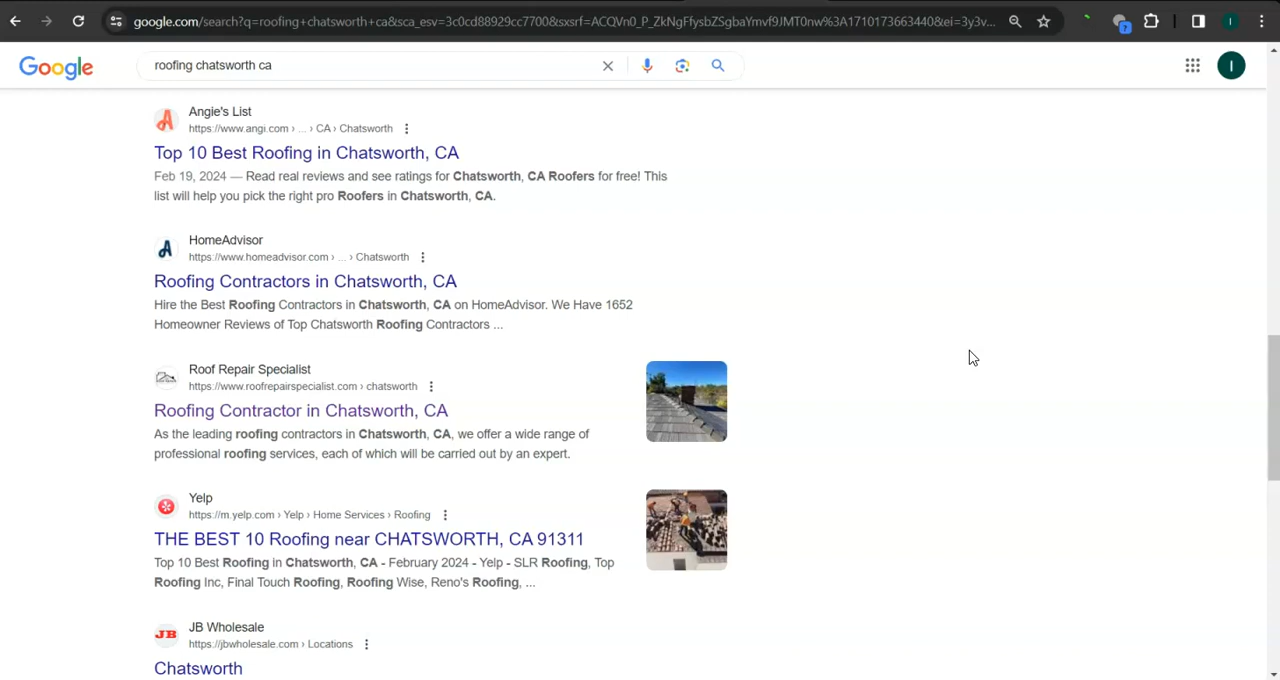 google.com/search?q=roofing+chatsworth+ca&sca_esv=3c0cd88929cc7700&sxsrf=ACQVn0_P_ZkNgFfysbZSgbaYmvf9JMT0nw%3A1710173663440&ei=3y3v...
Google
roofing chatsworth ca
I
Angie's List
https://www.angi.com › ... › CA › Chatsworth
Top 10 Best Roofing in Chatsworth, CA
Feb 19, 2024 — Read real reviews and see ratings for Chatsworth, CA Roofers for free! This
list will help you pick the right pro Roofers in Chatsworth, CA.
HomeAdvisor
https://www.homeadvisor.com › ... › Chatsworth
Roofing Contractors in Chatsworth, CA
Hire the Best Roofing Contractors in Chatsworth, CA on HomeAdvisor. We Have 1652
Homeowner Reviews of Top Chatsworth Roofing Contractors ...
Roof Repair Specialist
https://www.roofrepairspecialist.com › chatsworth
Roofing Contractor in Chatsworth, CA
As the leading roofing contractors in Chatsworth, CA, we offer a wide range of
professional roofing services, each of which will be carried out by an expert.
Yelp
https://m.yelp.com › Yelp › Home Services › Roofing
THE BEST 10 Roofing near CHATSWORTH, CA 91311
Top 10 Best Roofing in Chatsworth, CA - February 2024 - Yelp - SLR Roofing, Top
Roofing Inc, Final Touch Roofing, Roofing Wise, Reno's Roofing, ...
JB
JB Wholesale
https://jbwholesale.com › Locations
Chatsworth